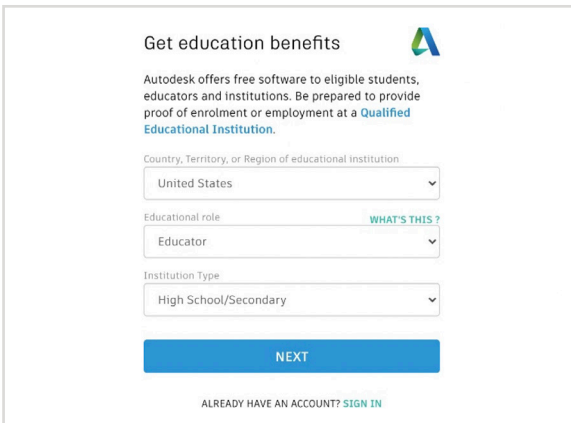 Get education benefits
Autodesk offers free software to eligible students,
educators and institutions. Be prepared to provide
proof of enrolment or employment at a Qualified
Educational Institution.
Country, Territory, or Region of educational institution
United States
Educational role WHAT'S THIS ?
Educator
Institution Type
High School/Secondary
NEXT
ALREADY HAVE AN ACCOUNT? SIGN IN